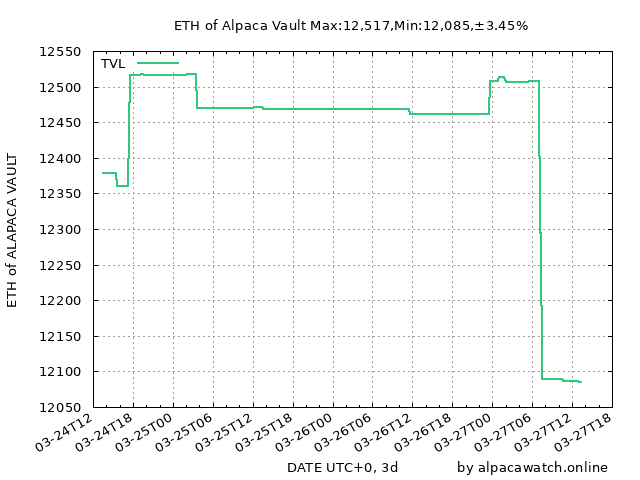 ETH of Alpaca Vault Max:12,517,Min:12,085,±3.45%
TVL
12550
12500
12450
12400
12350
12300
12250
12200
12150
12100
12050
ETH of ALAPACA VAULT
03-24T12
03-24T18
03-25T00
03-25T06
03-25T12
03-25T18
03-26T00
03-26T06
03-26T12
03-26T18
03-27T00
03-27T06
03-27T12
03-27T18
DATE UTC+0, 3d
by alpacawatch.online